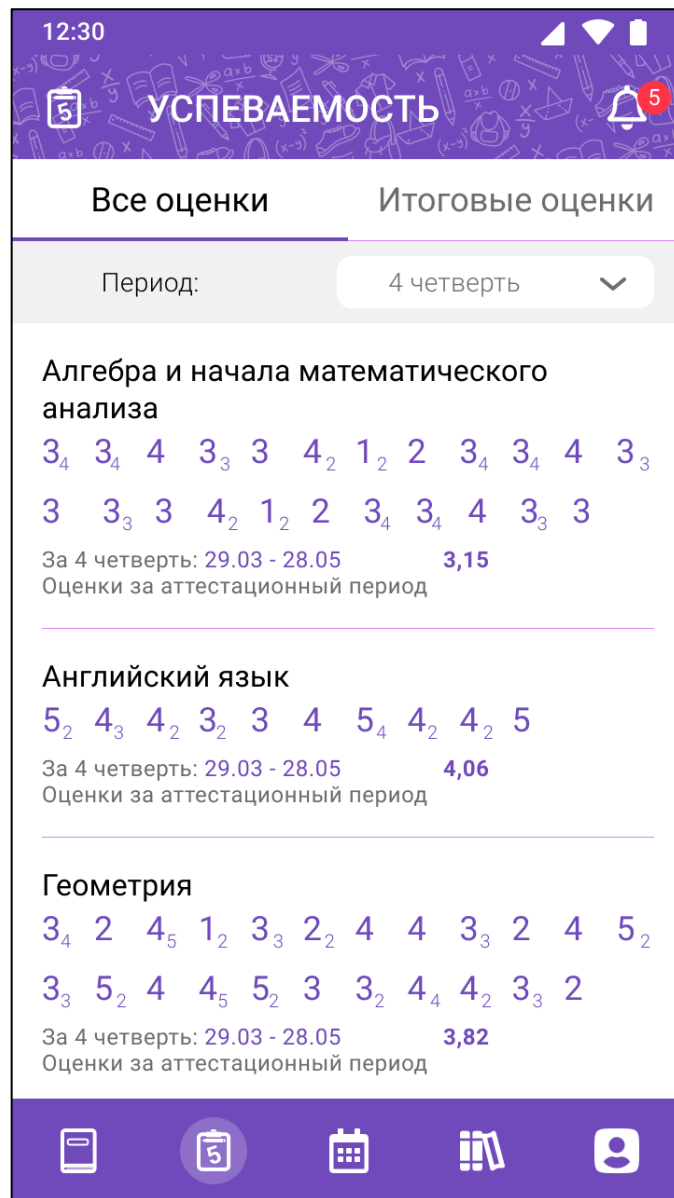 12:30
5 УСПЕВАЕМОСТЬ 5
Все оценки Итоговые оценки
Период: 4 четверть
Алгебра и начала математического
анализа
3₄ 3₄ 4 3₃ 3 4₂ 1₂ 2 3₄ 3₄ 4 3₃
3 3₃ 3 4₂ 1₂ 2 3₄ 3₄ 4 3₃ 3
За 4 четверть: 29.03 - 28.05 3,15
Оценки за аттестационный период
Английский язык
5₂ 4₃ 4₂ 3₂ 3 4 5₄ 4₂ 4₂ 5
За 4 четверть: 29.03 - 28.05 4,06
Оценки за аттестационный период
Геометрия
3₄ 2 4₅ 1₂ 3₃ 2₂ 4 4 3₃ 2 4 5₂
3₃ 5₂ 4 4₅ 5₂ 3 3₂ 4₄ 4₂ 3₃ 2
За 4 четверть: 29.03 - 28.05 3,82
Оценки за аттестационный период
5